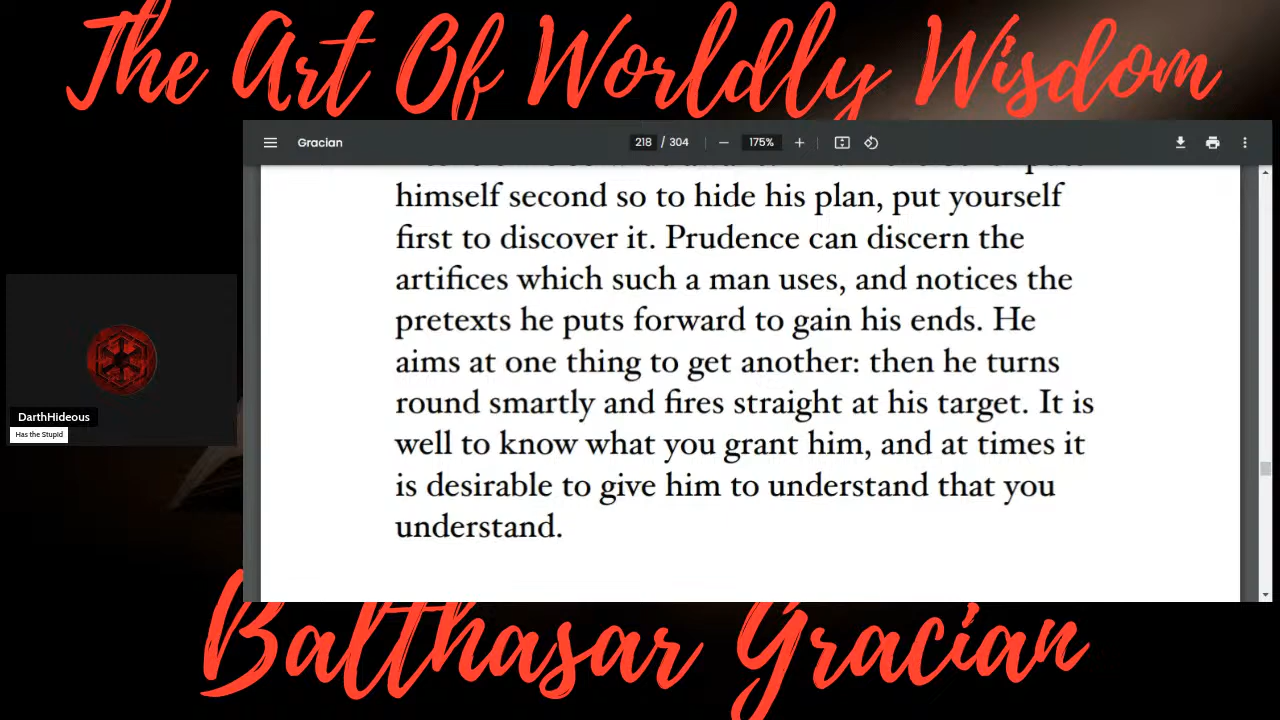 The Art Of Worldly Wisdom
Gracian
218 / 304
175%
himself second so to hide his plan, put yourself
first to discover it. Prudence can discern the
artifices which such a man uses, and notices the
pretexts he puts forward to gain his ends. He
aims at one thing to get another: then he turns
round smartly and fires straight at his target. It is
well to know what you grant him, and at times it
is desirable to give him to understand that you
understand.
DarthHideous
Has the Stupid
Balthasar Gracian